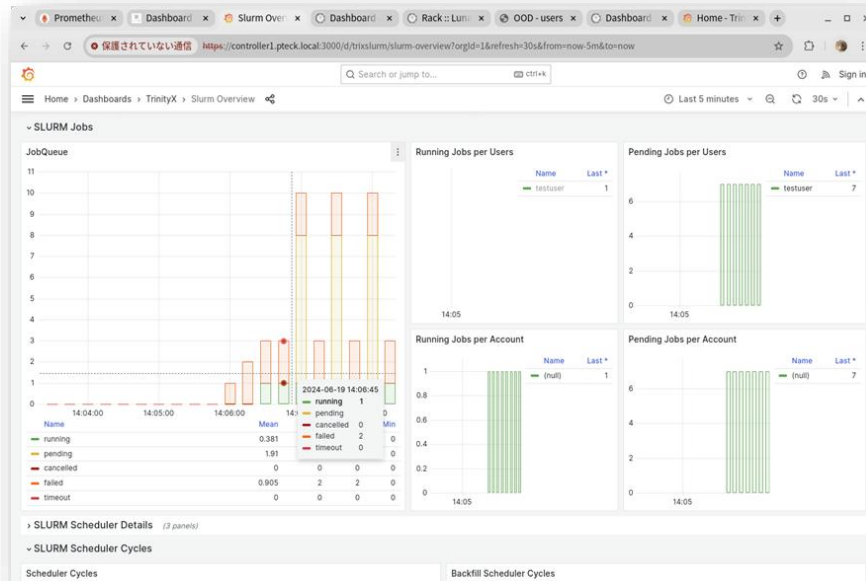 Prometheu
Dashboard
Slurm Over
Dashboard
Rack :: Lun
OOD - users
Dashboard
Home - Trin
保護されていない通信 https://controller1.pteck.local:3000/d/trixslurm/slurm-overview?orgId=1&refresh=30s&from=now-5m&to=now
Search or jump to... ctrl+k Sign in
Home > Dashboards > TrinityX > Slurm Overview Last 5 minutes 30s
SLURM Jobs
JobQueue
11
10
9
8
7
6
5
4
3
2
1
0
14:04:00 14:05:00 14:06:00
2024-06-19 14:06:45
running 1
pending
cancelled 0
failed 2
timeout 0
Name Mean Min
running 0.381 0
pending 1.91 0
cancelled 0 0 0 0
failed 0.905 2 2 0
timeout 0 0 0 0
Running Jobs per Users
Name Last *
testuser 1
14:05
Pending Jobs per Users
Name Last *
testuser 7
6
4
2
0
14:05
Running Jobs per Account
Name Last *
(null) 1
1
0.8
0.6
0.4
0.2
0
14:05
Pending Jobs per Account
Name Last *
(null) 7
6
4
2
0
14:05
SLURM Scheduler Details (3 panels)
SLURM Scheduler Cycles
Scheduler Cycles
Backfill Scheduler Cycles